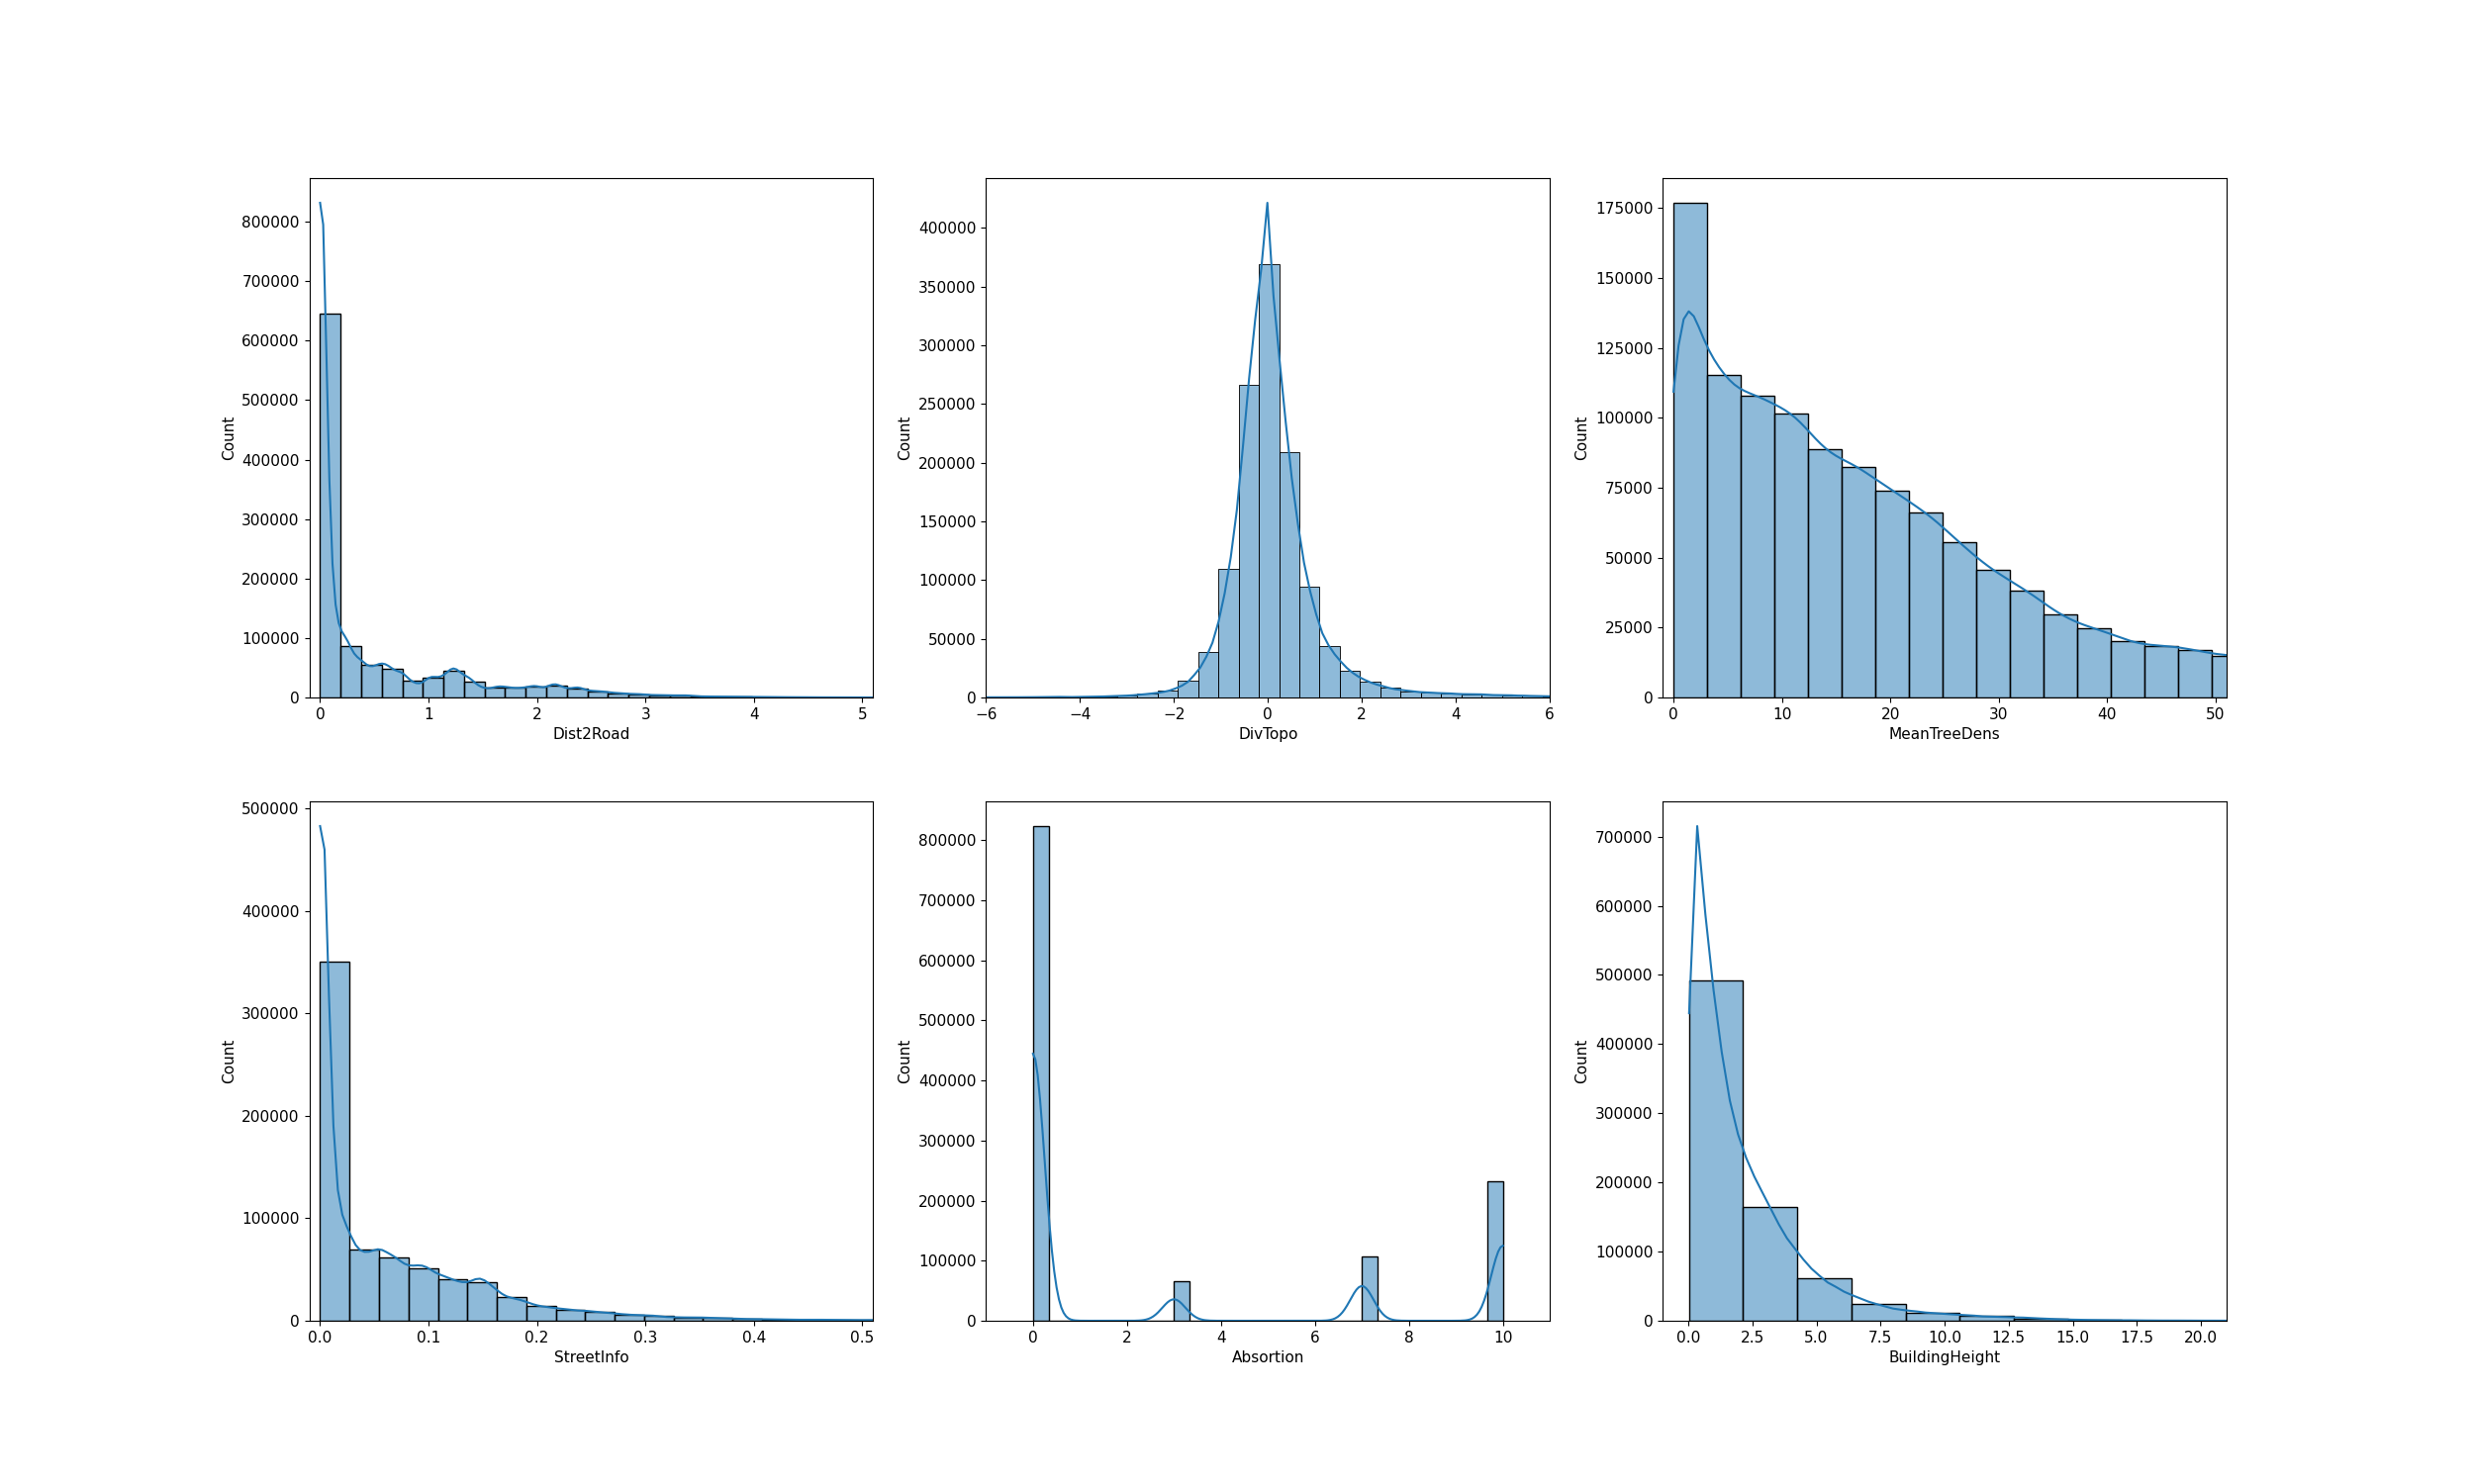 800000
700000
600000
500000
400000
300000
200000
100000
0
Count
0 1 2 3 4 5
Dist2Road
400000
350000
300000
250000
200000
150000
100000
50000
0
Count
−6 −4 −2 0 2 4 6
DivTopo
175000
150000
125000
100000
75000
50000
25000
0
Count
0 10 20 30 40 50
MeanTreeDens
500000
400000
300000
200000
100000
0
Count
0.0 0.1 0.2 0.3 0.4 0.5
StreetInfo
800000
700000
600000
500000
400000
300000
200000
100000
0
Count
0 2 4 6 8 10
Absortion
700000
600000
500000
400000
300000
200000
100000
0
Count
0.0 2.5 5.0 7.5 10.0 12.5 15.0 17.5 20.0
BuildingHeight